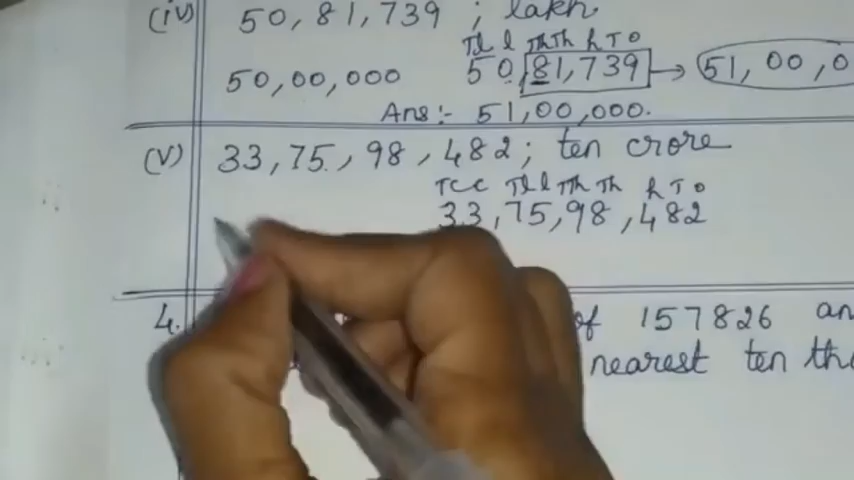 (iv) 50,81,739 ; lakh
Tl l Th Th h T O
50,00,000 50,81,739 → 51,00,0
Ans:- 51,00,000.
(v) 33,75,98,482; ten crore
TC C Tl l Tth Th h T O
33,75,98,482
4. of 157826 an
nearest ten the